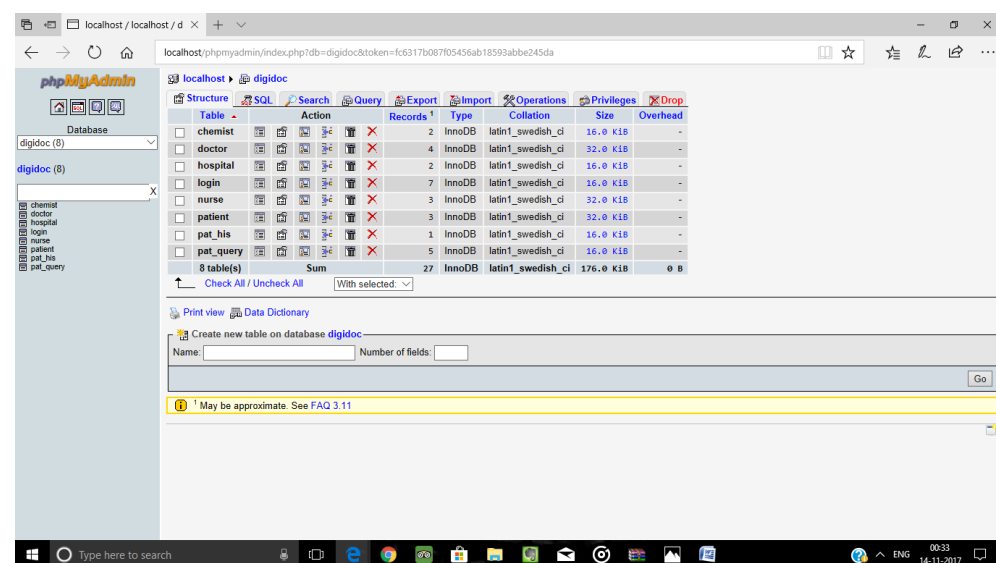 localhost / localhost / d
localhost/phpmyadmin/index.php?db=digidoc&token=fc6317b087f05456ab18593abbe245da
phpMyAdmin
Database
digidoc (8)
digidoc (8)
X
chemist
doctor
hospital
login
nurse
patient
pat_his
pat_query
localhost digidoc
Structure SQL Search Query Export Import Operations Privileges Drop
Table Action Records 1 Type Collation Size Overhead
chemist 2 InnoDB latin1_swedish_ci 16.0 KiB -
doctor 4 InnoDB latin1_swedish_ci 32.0 KiB -
hospital 2 InnoDB latin1_swedish_ci 16.0 KiB -
login 7 InnoDB latin1_swedish_ci 16.0 KiB -
nurse 3 InnoDB latin1_swedish_ci 32.0 KiB -
patient 3 InnoDB latin1_swedish_ci 32.0 KiB -
pat_his 1 InnoDB latin1_swedish_ci 16.0 KiB -
pat_query 5 InnoDB latin1_swedish_ci 16.0 KiB -
8 table(s) Sum 27 InnoDB latin1_swedish_ci 176.0 KiB 0 B
Check All / Uncheck All With selected:
Print view Data Dictionary
Create new table on database digidoc
Name: Number of fields:
Go
1 May be approximate. See FAQ 3.11
Type here to search
ENG
00:33
14-11-2017